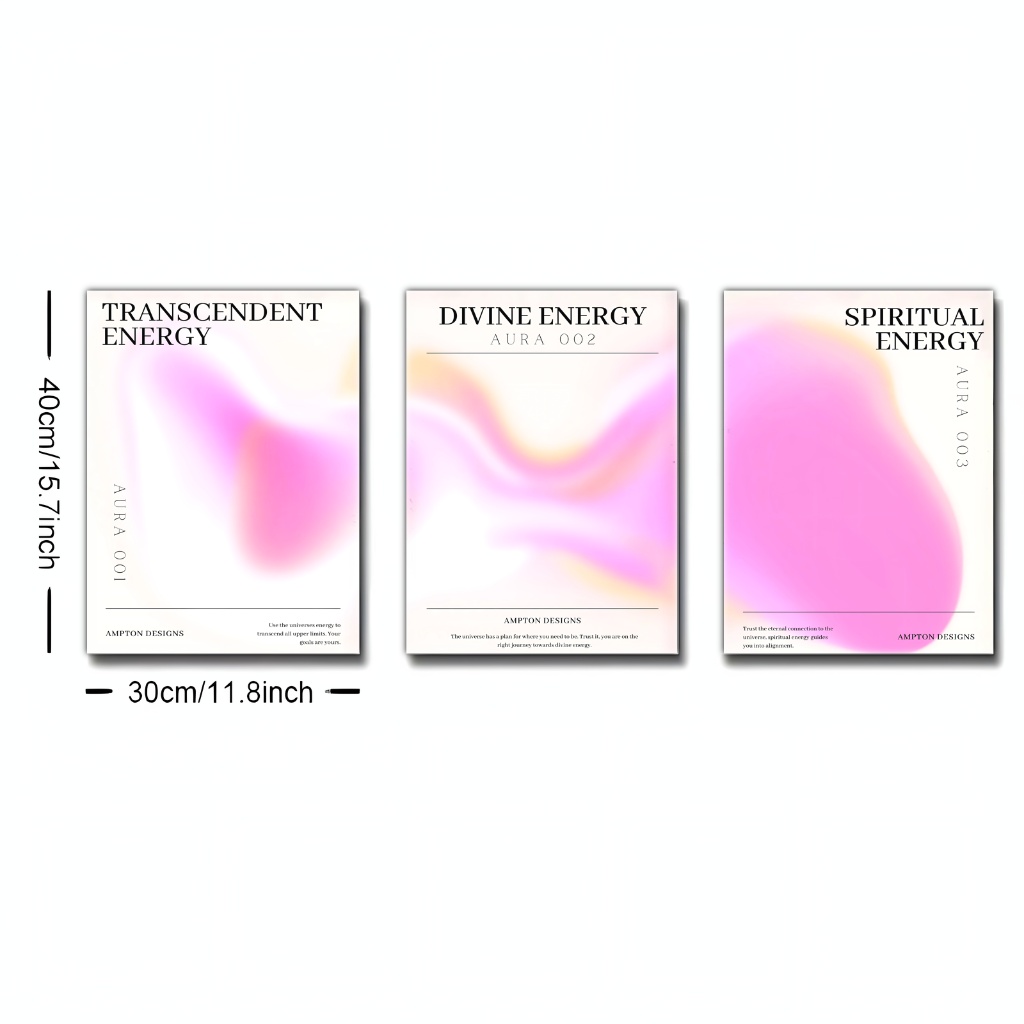 40cm/15.7inch
TRANSCENDENT
ENERGY
AURA 001
AMPTON DESIGNS
Use the universes energy to
transcend all upper limits. Your
goals are yours.
30cm/11.8inch
DIVINE ENERGY
AURA 002
AMPTON DESIGNS
The universe has a plan for where you need to be. Trust it, you are on the
right journey towards divine energy.
SPIRITUAL
ENERGY
AURA 003
Trust the eternal connection to the
universe, spiritual energy guides
you into alignment.
AMPTON DESIGNS